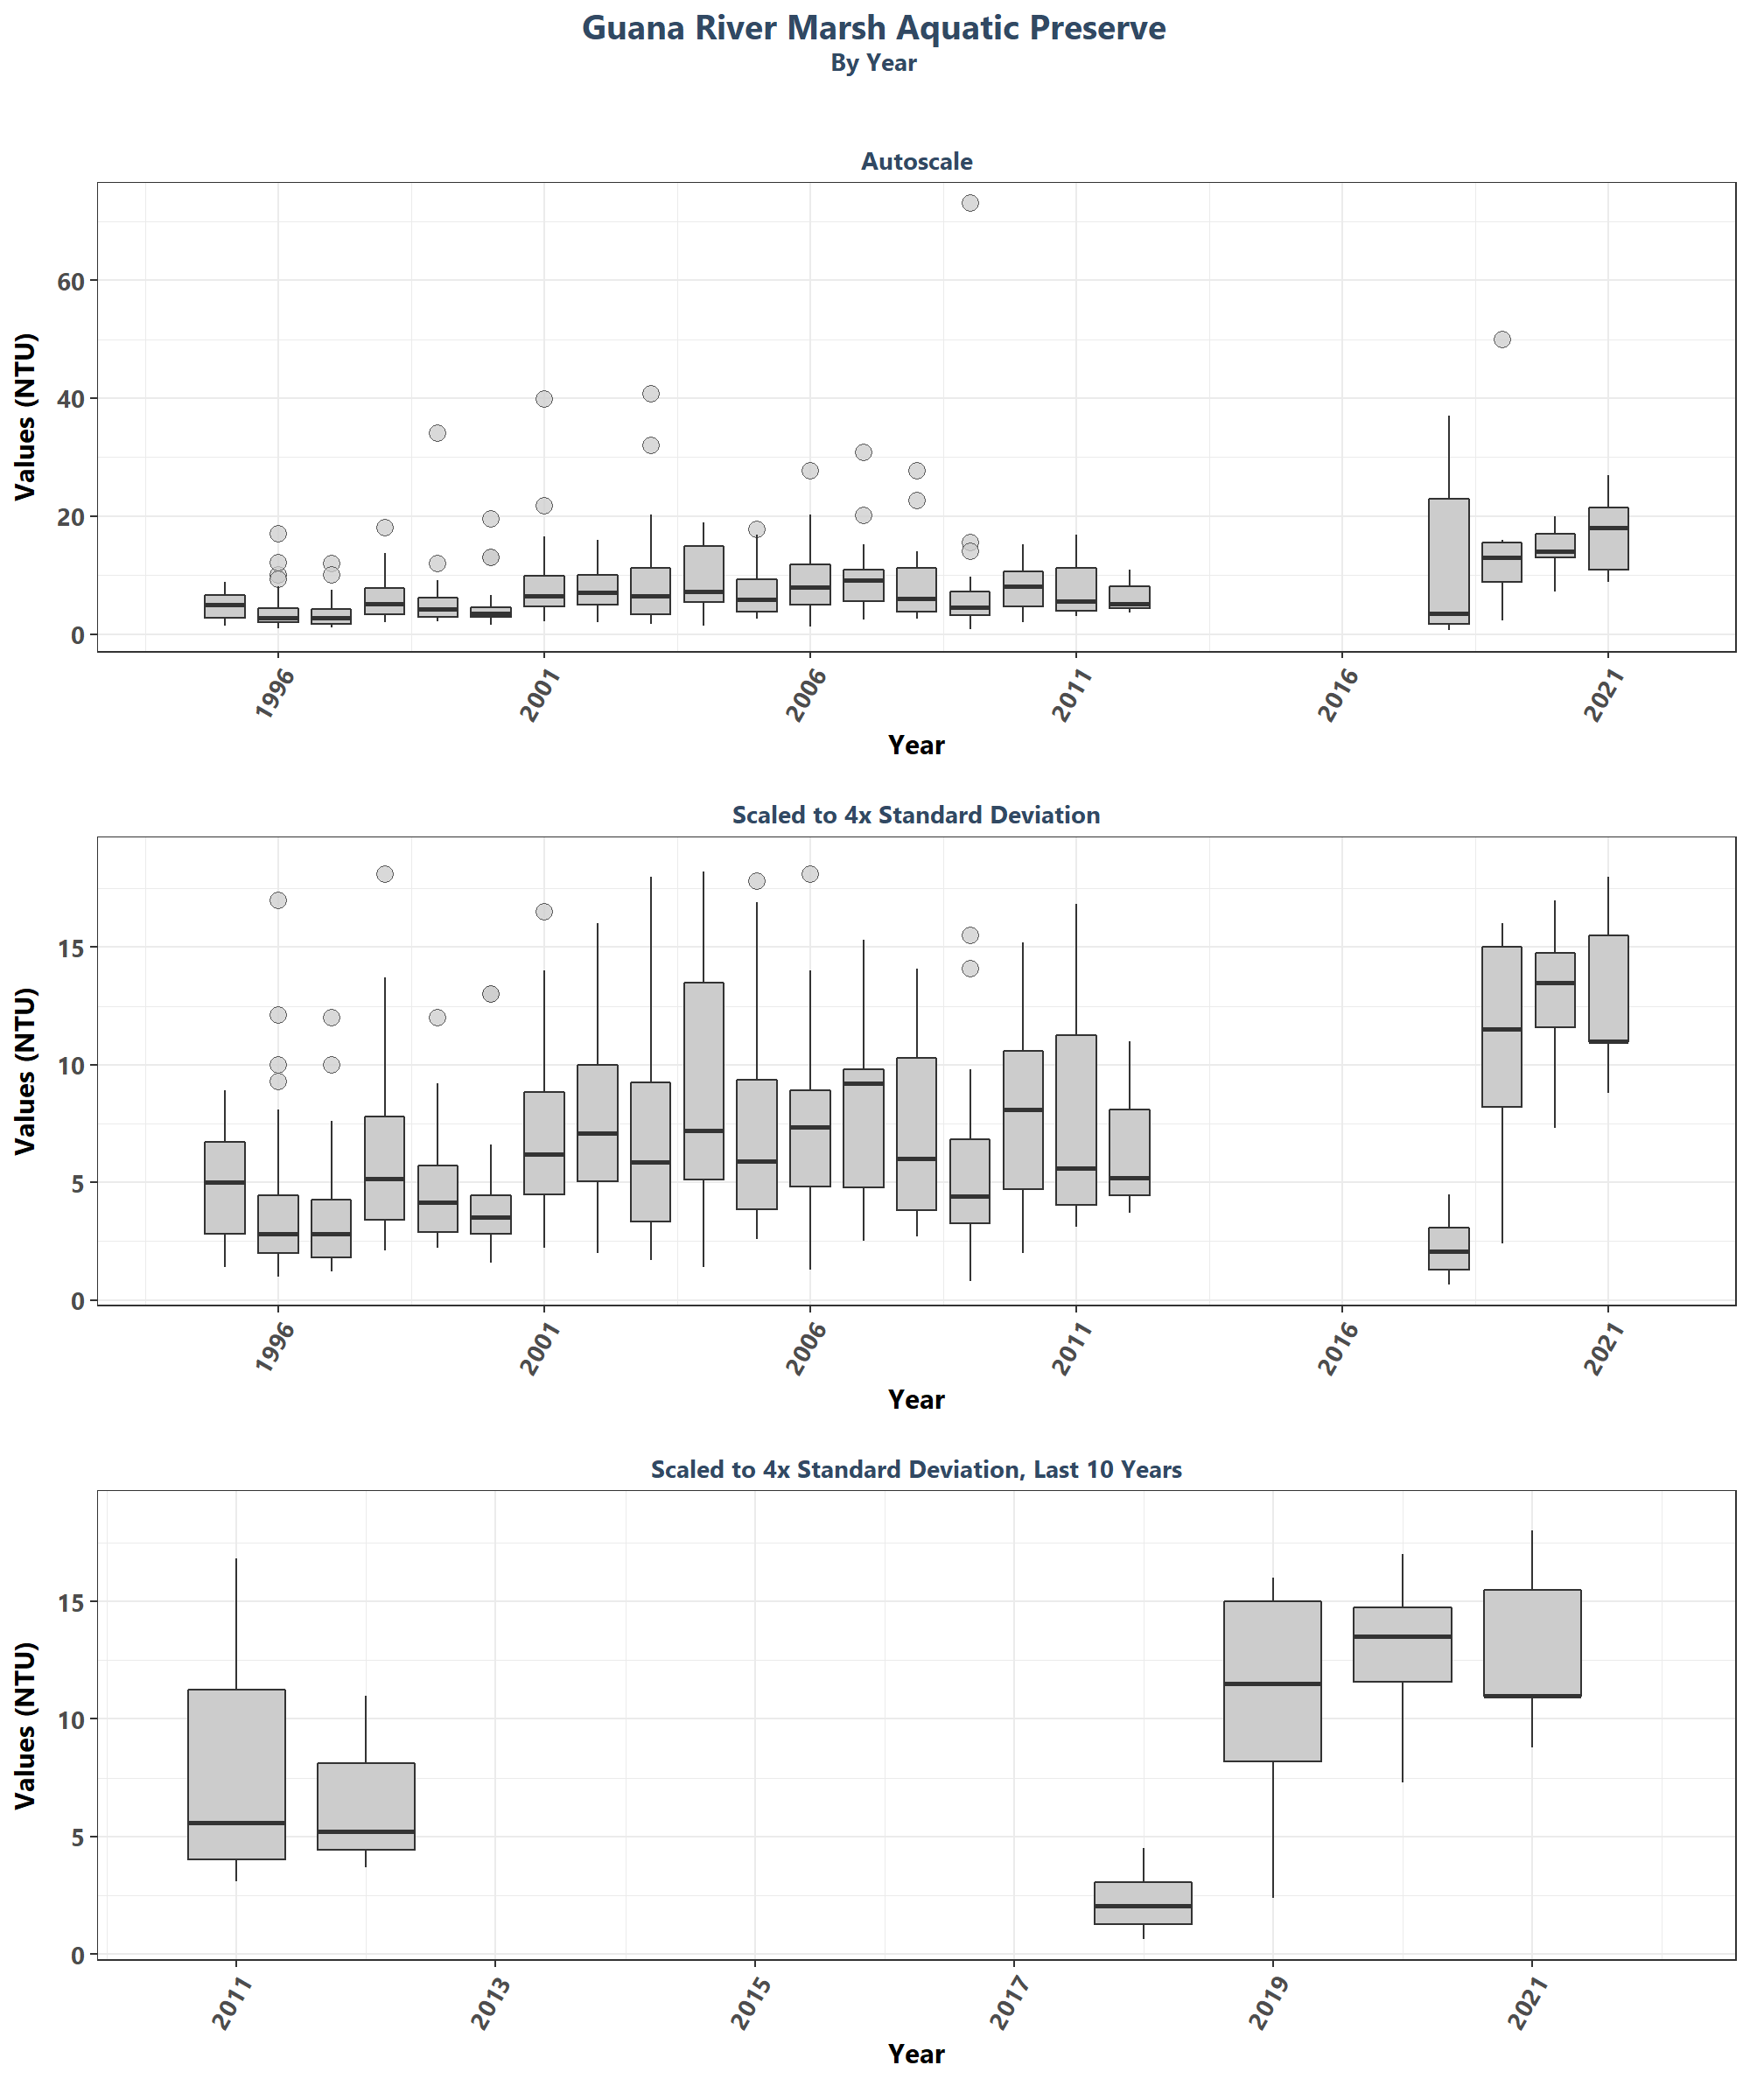 Guana River Marsh Aquatic Preserve
By Year
Autoscale
Values (NTU)
60
40
20
0
1996
2001
2006
2011
2016
2021
Year
Scaled to 4x Standard Deviation
Values (NTU)
15
10
5
0
1996
2001
2006
2011
2016
2021
Year
Scaled to 4x Standard Deviation, Last 10 Years
Values (NTU)
15
10
5
0
2011
2013
2015
2017
2019
2021
Year